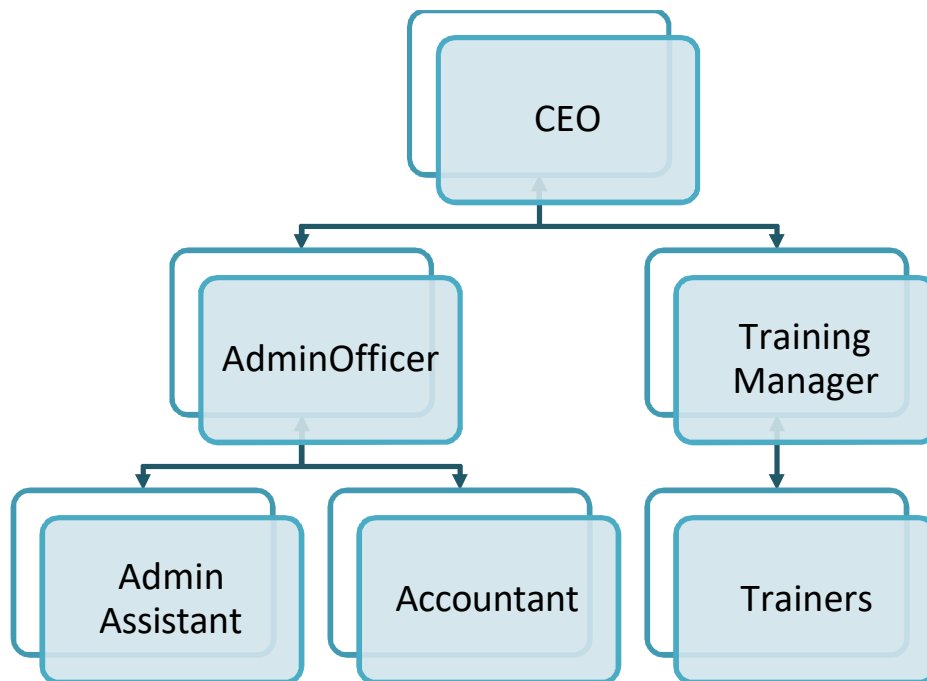 CEO
AdminOfficer
Training
Manager
Admin
Assistant
Accountant
Trainers